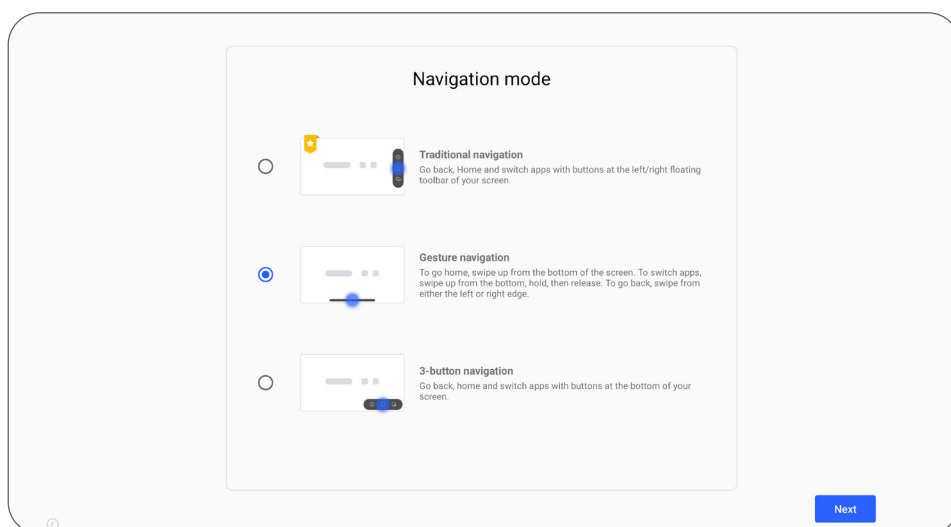 Navigation mode
Traditional navigation
Go back, Home and switch apps with buttons at the left/right floating
toolbar of your screen.
Gesture navigation
To go home, swipe up from the bottom of the screen. To switch apps,
swipe up from the bottom, hold, then release. To go back, swipe from
either the left or right edge.
3-button navigation
Go back, home and switch apps with buttons at the bottom of your
screen.
Next